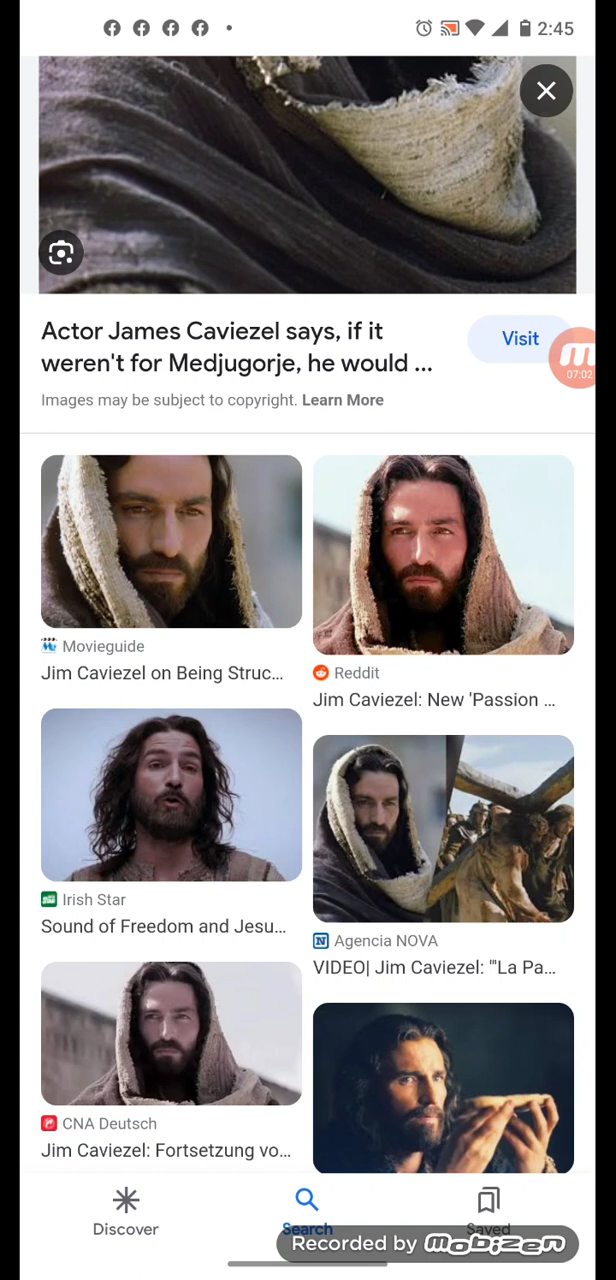 2:45
Actor James Caviezel says, if it
weren't for Medjugorje, he would ...
Visit
07:02
Images may be subject to copyright. Learn More
Movieguide
Jim Caviezel on Being Struc...
Reddit
Jim Caviezel: New 'Passion ...
Irish Star
Sound of Freedom and Jesu...
Agencia NOVA
VIDEO| Jim Caviezel: "'La Pa...
CNA Deutsch
Jim Caviezel: Fortsetzung vo...
Discover
Search
Saved
Recorded by mobizen